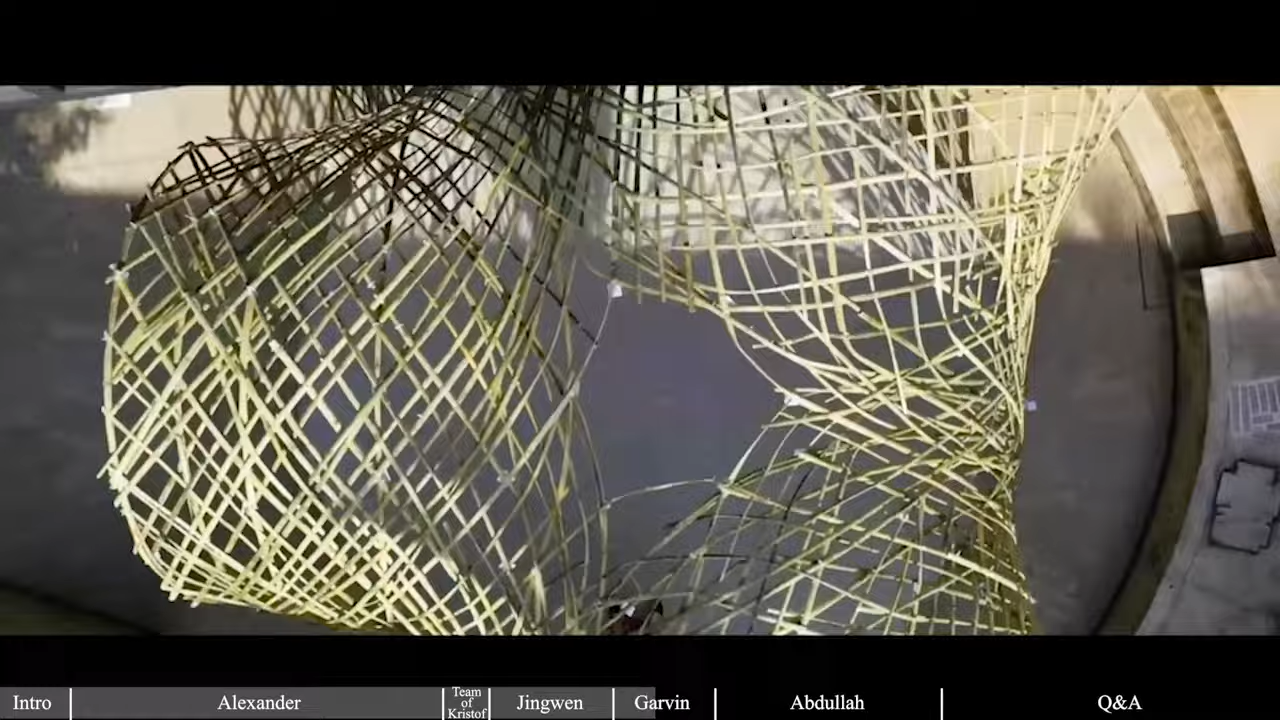 Intro
Alexander
Team
of
Kristof
Jingwen
Garvin
Abdullah
Q&A